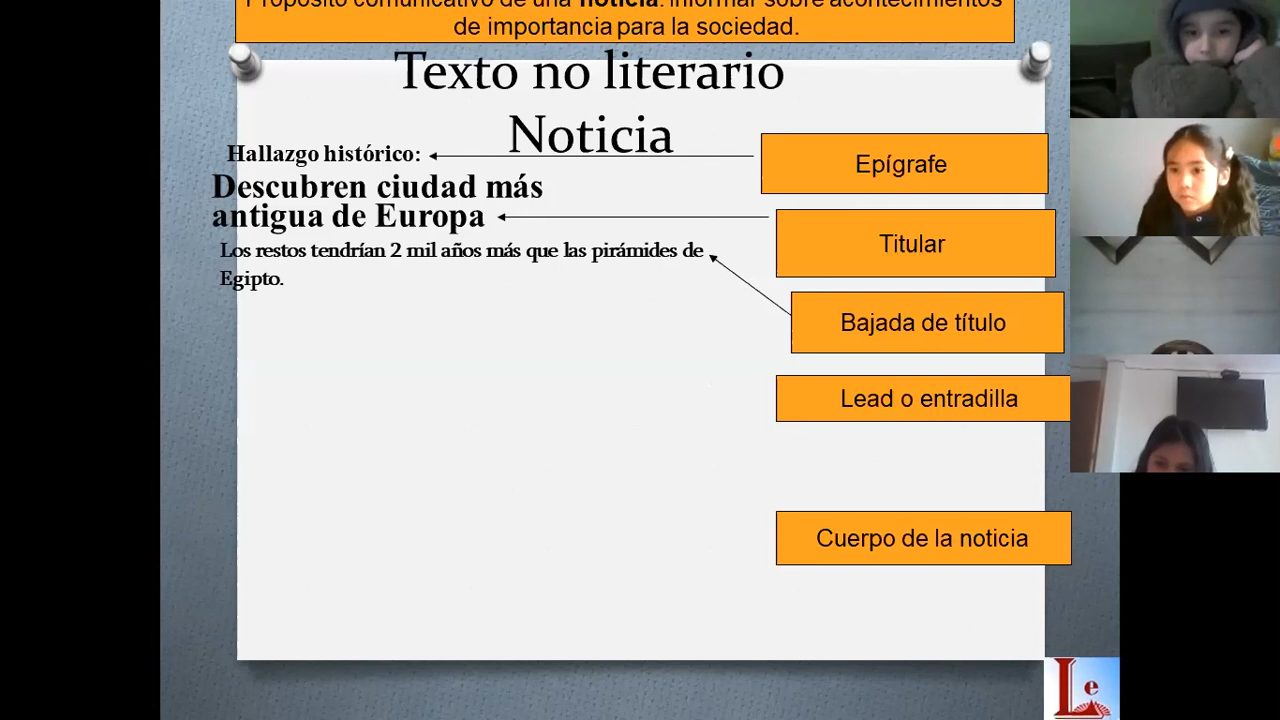 Propósito comunicativo de una noticia: informar sobre acontecimientos
de importancia para la sociedad.
Texto no literario
Noticia
Hallazgo histórico:
Epígrafe
Descubren ciudad más
antigua de Europa
Titular
Los restos tendrían 2 mil años más que las pirámides de
Egipto.
Bajada de título
Lead o entradilla
Cuerpo de la noticia
Le